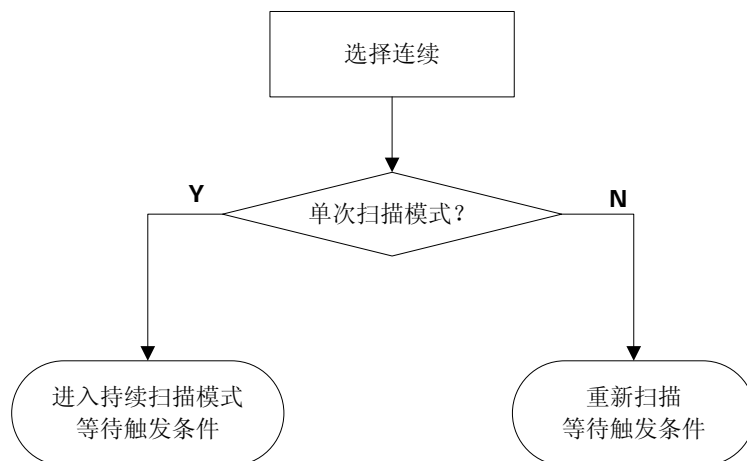 选择连续
Y
单次扫描模式？
N
进入持续扫描模式
等待触发条件
重新扫描
等待触发条件